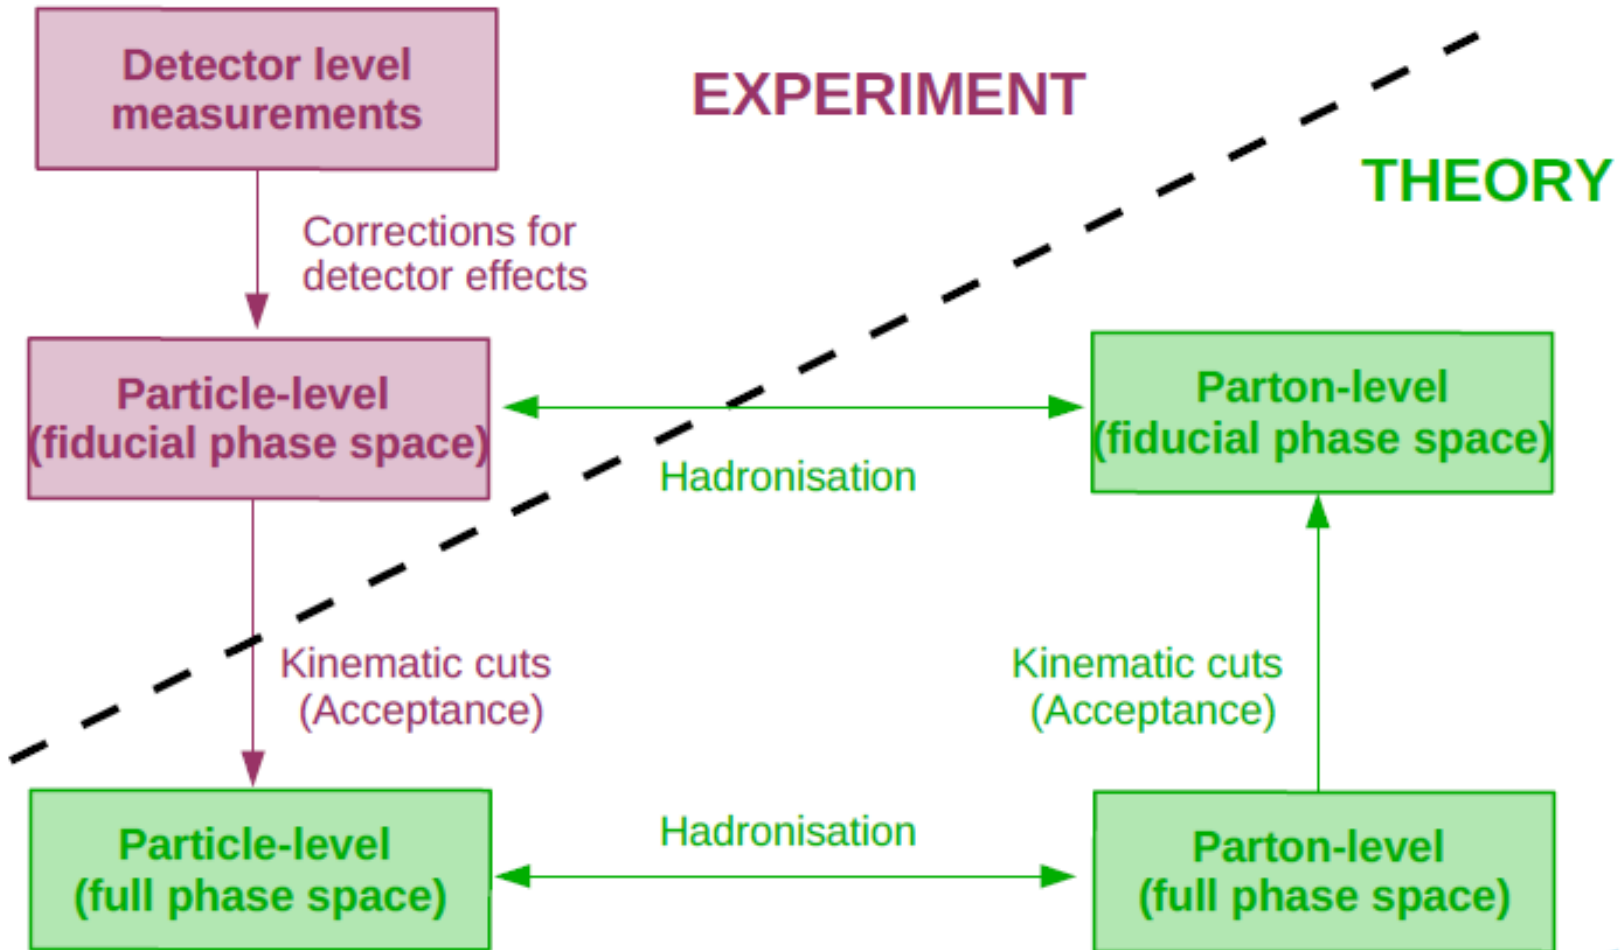 Detector level
measurements
EXPERIMENT
THEORY
Corrections for
detector effects
Particle-level
(fiducial phase space)
Hadronisation
Parton-level
(fiducial phase space)
Kinematic cuts
(Acceptance)
Kinematic cuts
(Acceptance)
Particle-level
(full phase space)
Hadronisation
Parton-level
(full phase space)